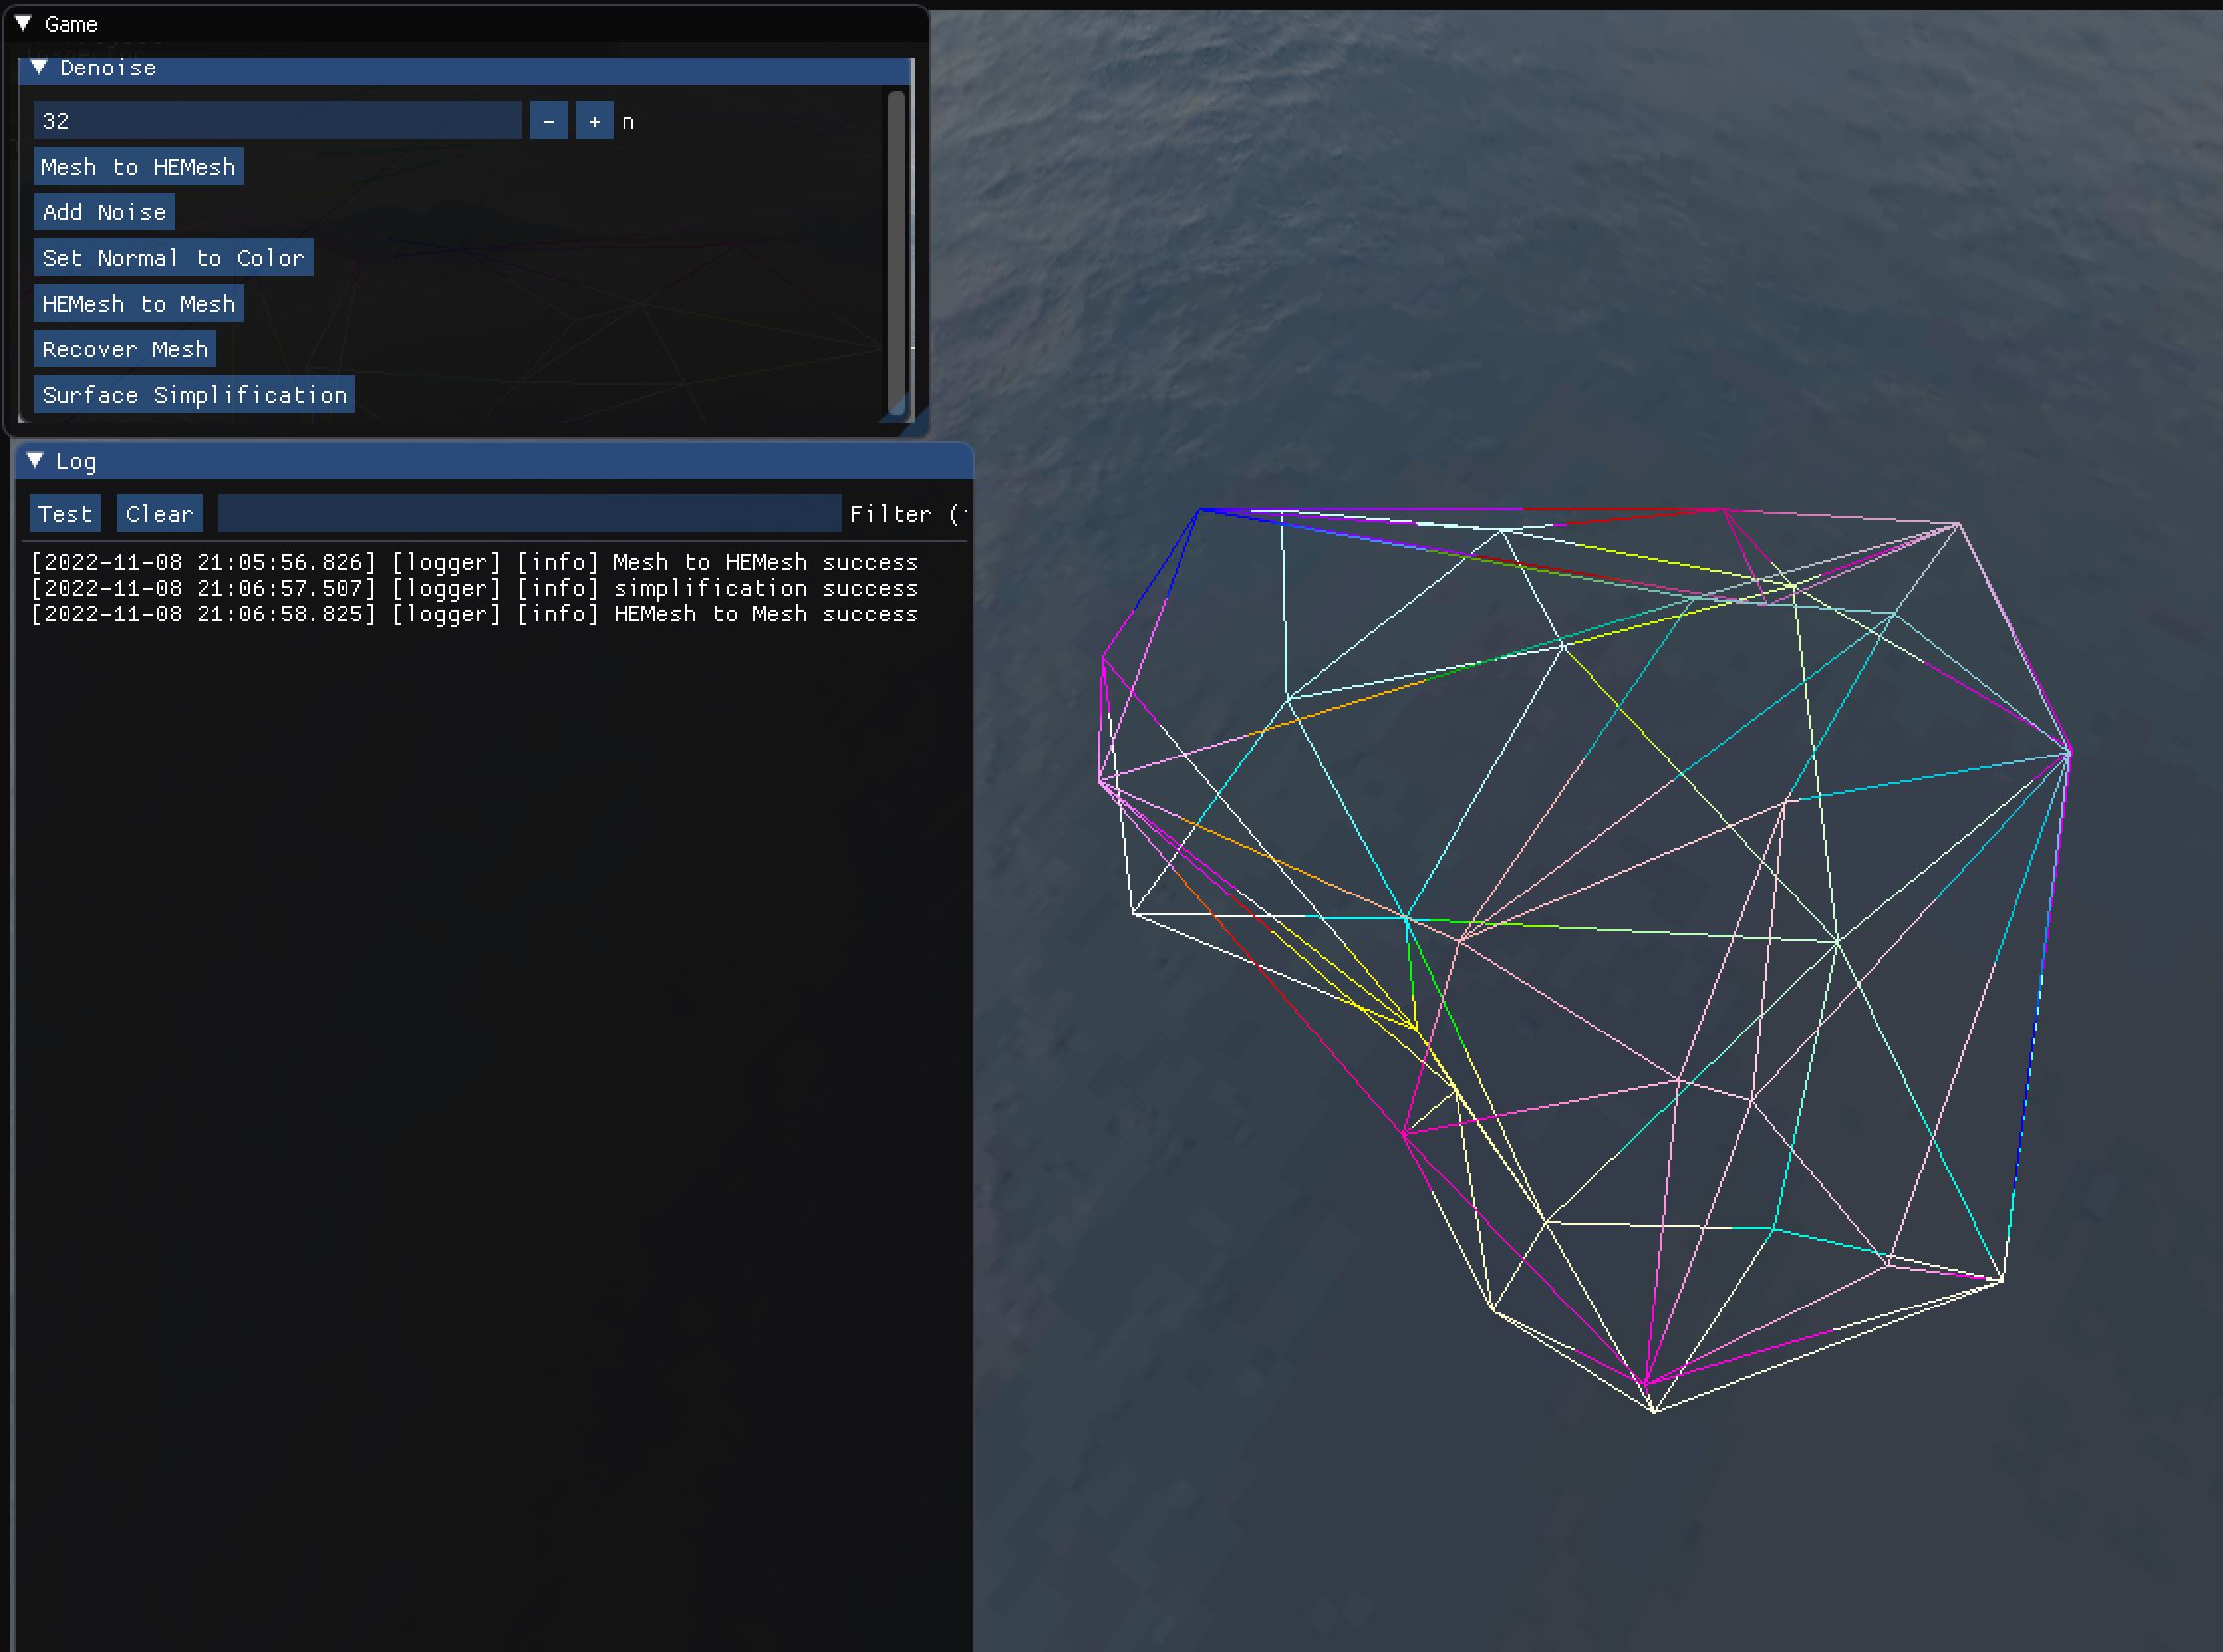 Game
Denoise
32 - + n
Mesh to HEMesh
Add Noise
Set Normal to Color
HEMesh to Mesh
Recover Mesh
Surface Simplification
Log
Test Clear Filter (
[2022-11-08 21:05:56.826] [logger] [info] Mesh to HEMesh success
[2022-11-08 21:06:57.507] [logger] [info] simplification success
[2022-11-08 21:06:58.825] [logger] [info] HEMesh to Mesh success